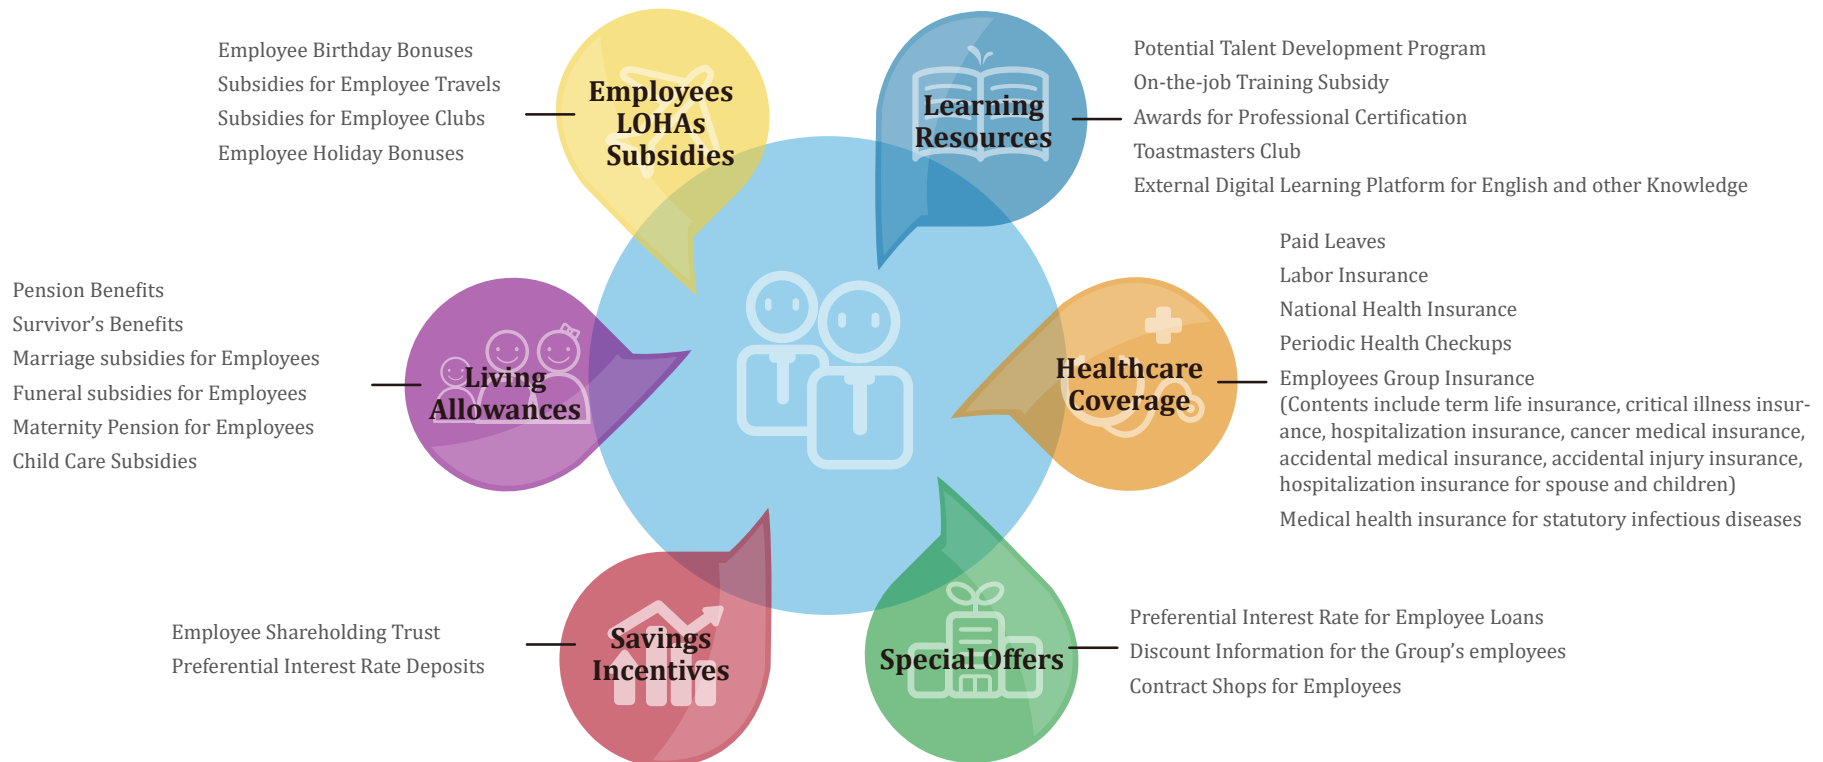 Employee Birthday Bonuses
Subsidies for Employee Travels
Subsidies for Employee Clubs
Employee Holiday Bonuses
Employees
LOHAs
Subsidies
Learning
Resources
Potential Talent Development Program
On-the-job Training Subsidy
Awards for Professional Certification
Toastmasters Club
External Digital Learning Platform for English and other Knowledge
Pension Benefits
Survivor’s Benefits
Marriage subsidies for Employees
Funeral subsidies for Employees
Maternity Pension for Employees
Child Care Subsidies
Living
Allowances
Healthcare
Coverage
Paid Leaves
Labor Insurance
National Health Insurance
Periodic Health Checkups
Employees Group Insurance
(Contents include term life insurance, critical illness insur-
ance, hospitalization insurance, cancer medical insurance,
accidental medical insurance, accidental injury insurance,
hospitalization insurance for spouse and children)
Medical health insurance for statutory infectious diseases
Employee Shareholding Trust
Preferential Interest Rate Deposits
Savings
Incentives
Special Offers
Preferential Interest Rate for Employee Loans
Discount Information for the Group’s employees
Contract Shops for Employees